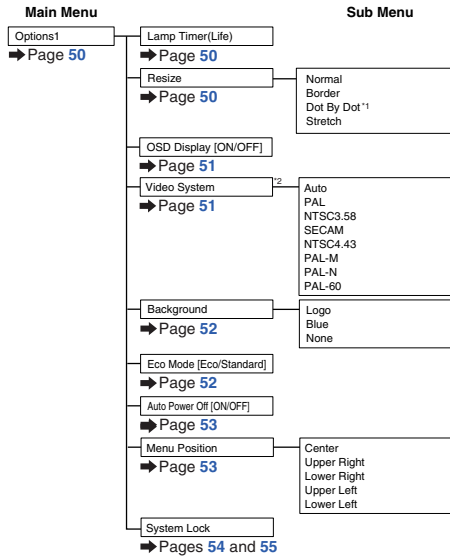 Main Menu
Sub Menu
Options1
➡Page 50
Lamp Timer(Life)
➡Page 50
Resize
➡Page 50
Normal
Border
Dot By Dot*1
Stretch
OSD Display [ON/OFF]
➡Page 51
Video System
*2
➡Page 51
Auto
PAL
NTSC3.58
SECAM
NTSC4.43
PAL-M
PAL-N
PAL-60
Background
➡Page 52
Logo
Blue
None
Eco Mode [Eco/Standard]
➡Page 52
Auto Power Off [ON/OFF]
➡Page 53
Menu Position
➡Page 53
Center
Upper Right
Lower Right
Upper Left
Lower Left
System Lock
➡Pages 54 and 55